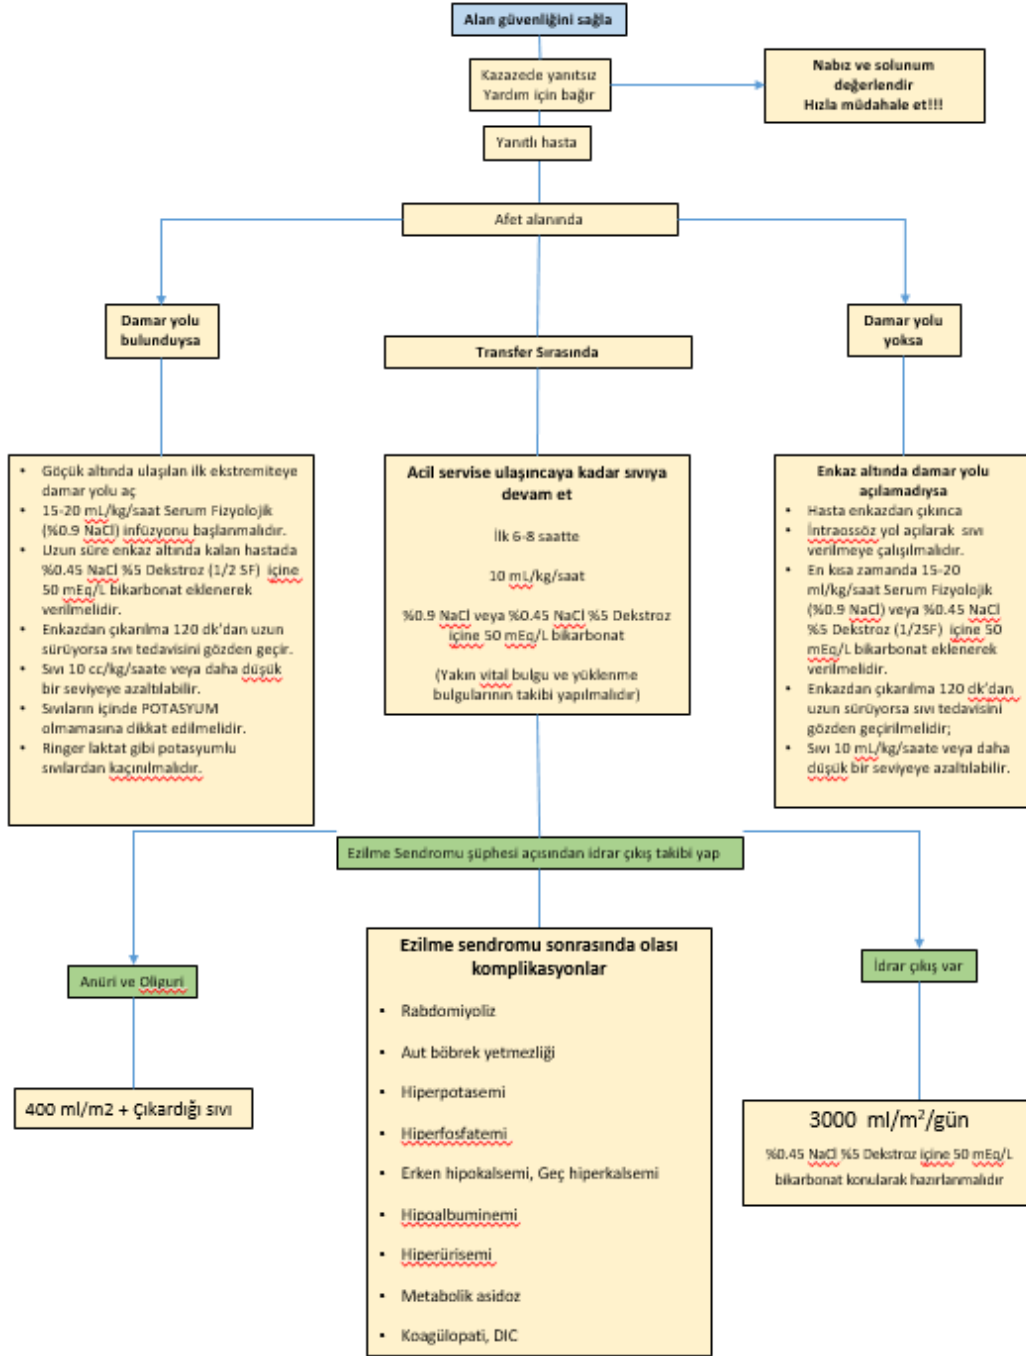 Alan güvenliğini sağla
Kazazede yanıtsız
Yardım için bağır
Nabız ve solunum
değerlendir
Hızla müdahale et!!!
Yanıtlı hasta
Afet alanında
Damar yolu
bulunduysa
Transfer Sırasında
Damar yolu
yoksa
• Göçük altında ulaşılan ilk ekstremiteye
damar yolu aç
• 15-20 mL/kg/saat Serum Fizyolojik
(%0.9 NaCl) infüzyonu başlanmalıdır.
• Uzun süre enkaz altında kalan hastada
%0.45 NaCl %5 Dekstroz (1/2 SF) içine
50 mEq/L bikarbonat eklenerek
verilmelidir.
• Enkazdan çıkarılma 120 dk'dan uzun
sürüyorsa sıvı tedavisini gözden geçir.
• Sıvı 10 cc/kg/saate veya daha düşük
bir seviyeye azaltılabilir.
• Sıvıların içinde POTASYUM
olmamasına dikkat edilmelidir.
• Ringer laktat gibi potasyumlu
sıvılardan kaçınılmalıdır.
Acil servise ulaşıncaya kadar sıvıya
devam et
İlk 6-8 saatte
10 mL/kg/saat
%0.9 NaCl veya %0.45 NaCl %5 Dekstroz
içine 50 mEq/L bikarbonat
(Yakın vital bulgu ve yüklenme
bulgularının takibi yapılmalıdır)
Enkaz altında damar yolu
açılamadıysa
• Hasta enkazdan çıkınca
• İntraossöz yol açılarak sıvı
verilmeye çalışılmalıdır.
• En kısa zamanda 15-20
ml/kg/saat Serum Fizyolojik
(%0.9 NaCl) veya %0.45 NaCl
%5 Dekstroz (1/2SF) içine 50
mEq/L bikarbonat eklenerek
verilmelidir.
• Enkazdan çıkarılma 120 dk'dan
uzun sürüyorsa sıvı tedavisini
gözden geçirilmelidir;
• Sıvı 10 mL/kg/saate veya daha
düşük bir seviyeye azaltılabilir.
Ezilme Sendromu şüphesi açısından idrar çıkış takibi yap
Anüri ve Oliguri
400 ml/m2 + Çıkardığı sıvı
Ezilme sendromu sonrasında olası
komplikasyonlar
• Rabdomiyoliz
• Aut böbrek yetmezliği
• Hiperpotasemi
• Hiperfosfatemi
• Erken hipokalsemi, Geç hiperkalsemi
• Hipoalbuminemi
• Hiperürisemi
• Metabolik asidoz
• Koagülopati, DIC
İdrar çıkış var
3000 ml/m²/gün
%0.45 NaCl %5 Dekstroz içine 50 mEq/L
bikarbonat konularak hazırlanmalıdır